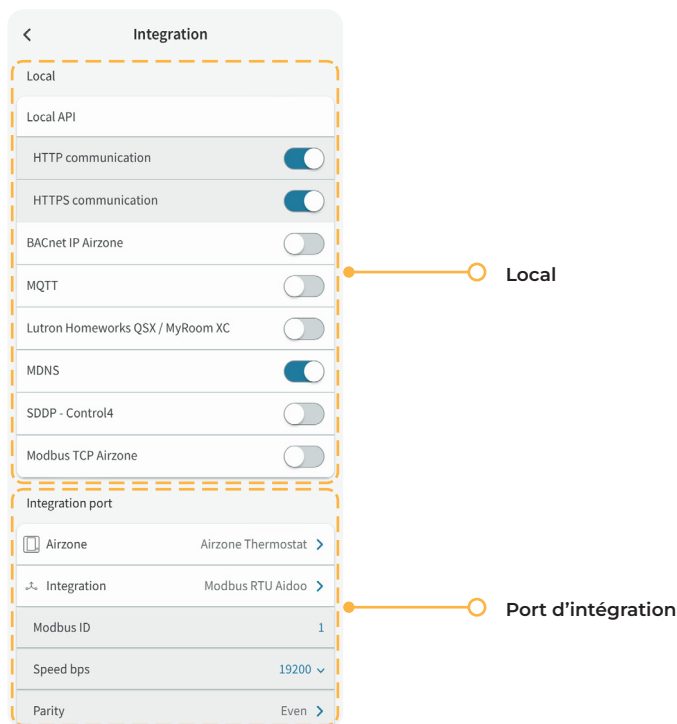 Integration
Local
Local API
HTTP communication
HTTPS communication
BACnet IP Airzone
MQTT
Lutron Homeworks QSX / MyRoom XC
MDNS
SDDP - Control4
Modbus TCP Airzone
Local
Integration port
Airzone Airzone Thermostat
Integration Modbus RTU Aidoo
Modbus ID 1
Speed bps 19200
Parity Even
Port d’intégration